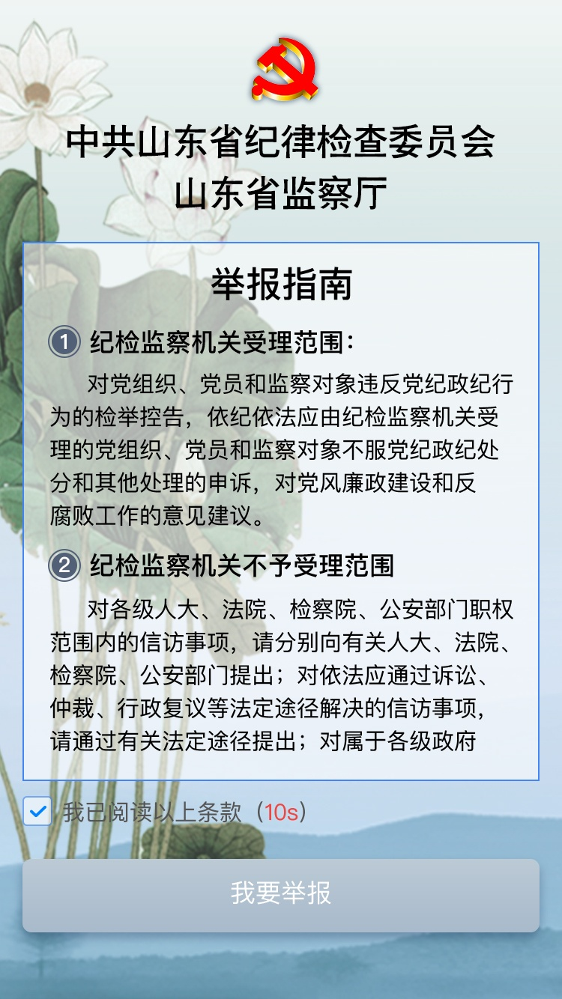 中共山东省纪律检查委员会
山东省监察厅
举报指南
1 纪检监察机关受理范围：
对党组织、党员和监察对象违反党纪政纪行
为的检举控告，依纪依法应由纪检监察机关受
理的党组织、党员和监察对象不服党纪政纪处
分和其他处理的申诉，对党风廉政建设和反
腐败工作的意见建议。
2 纪检监察机关不予受理范围
对各级人大、法院、检察院、公安部门职权
范围内的信访事项，请分别向有关人大、法院、
检察院、公安部门提出；对依法应通过诉讼、
仲裁、行政复议等法定途径解决的信访事项，
请通过有关法定途径提出；对属于各级政府
我已阅读以上条款（10s）
我要举报